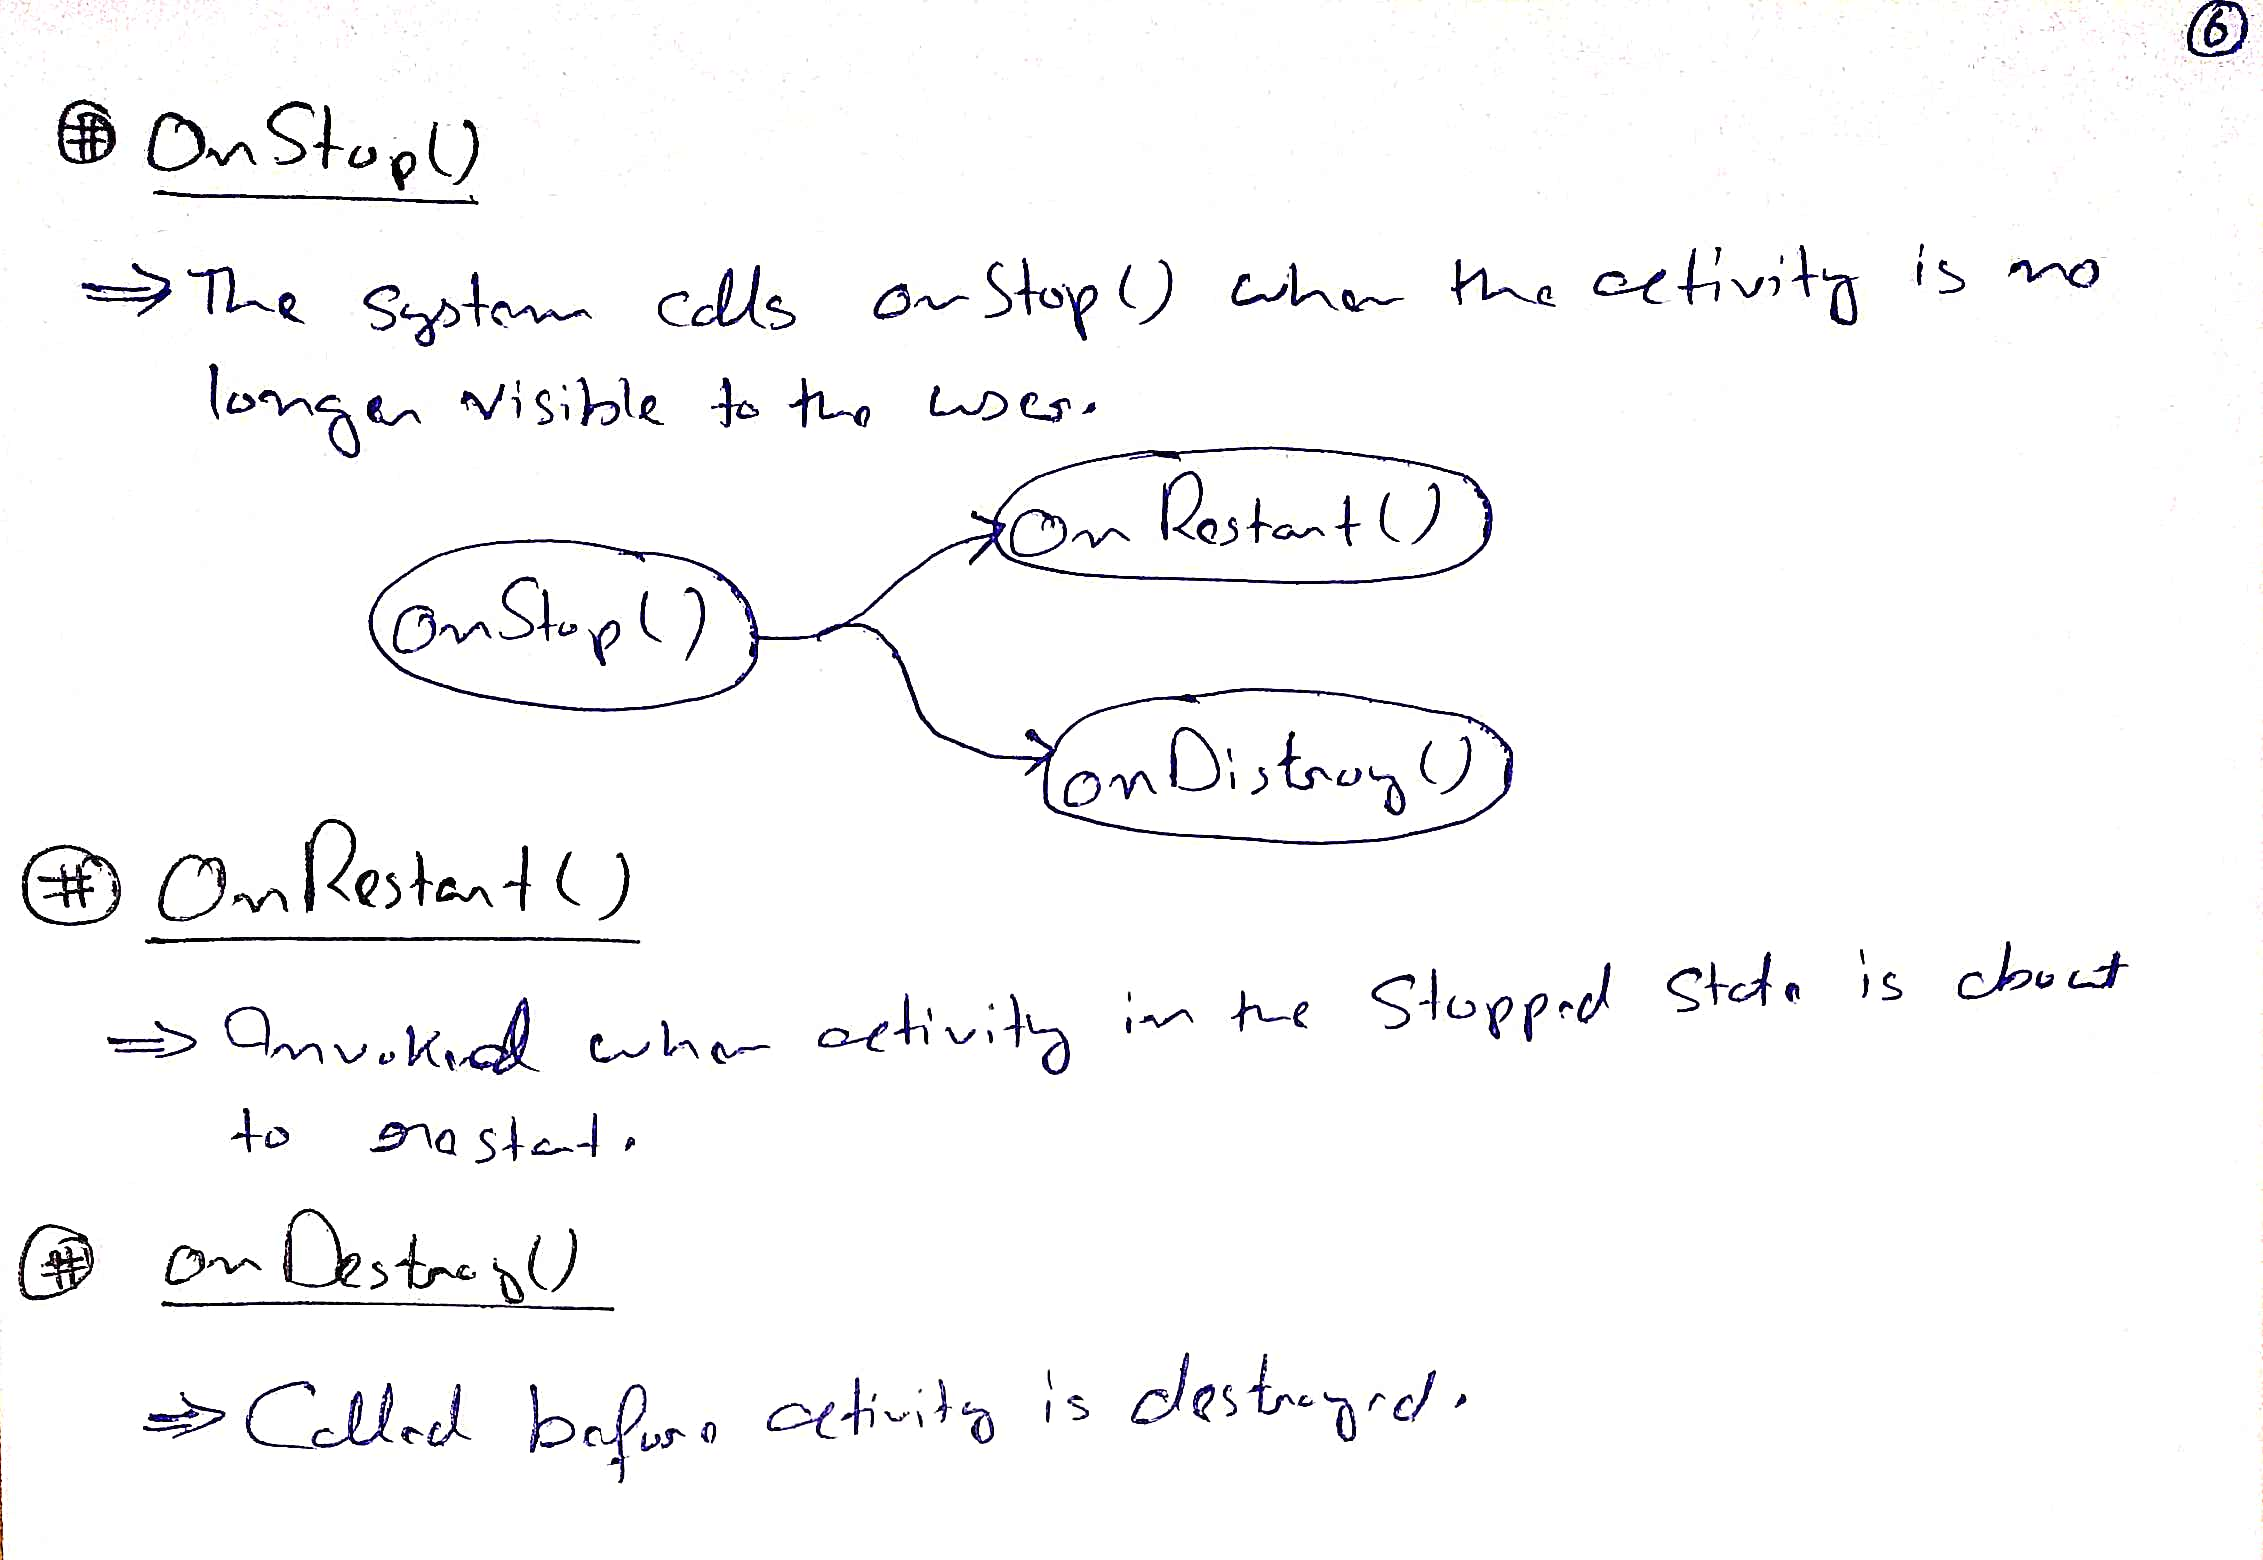 6
# OnStop()
⇒ The system calls onStop() when the activity is no
longer visible to the user.
On Restart()
OnStop()
onDistroy()
# OnRestart()
⇒ Invoked when activity in the Stopped state is about
to restart.
# onDestroy()
⇒ Called before activity is destroyed.